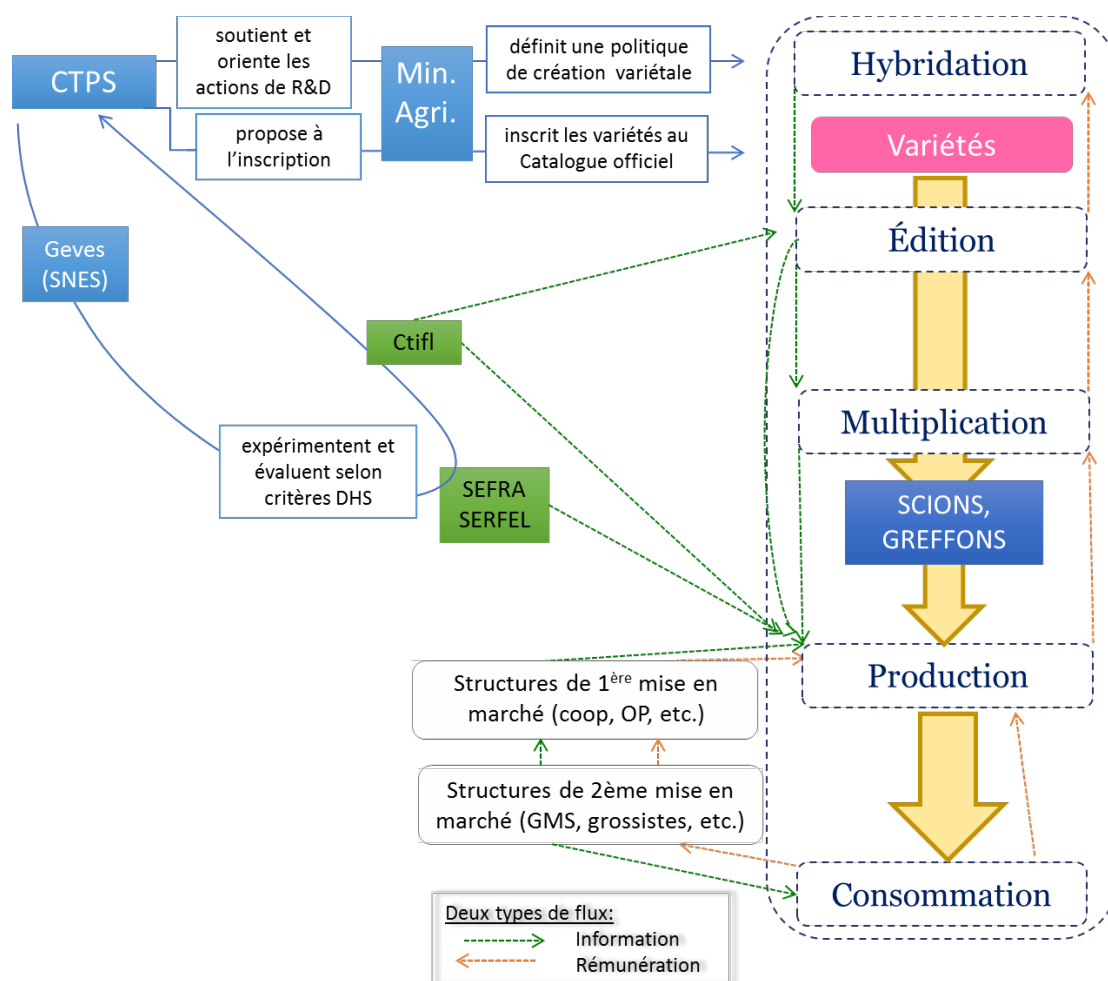 CTPS
soutient et
oriente les
actions de R&D
propose à
l’inscription
Min.
Agri.
définit une politique
de création variétale
inscrit les variétés au
Catalogue officiel
Hybridation
Variétés
Édition
Geves
(SNES)
Ctifl
Multiplication
expérimentent et
évaluent selon
critères DHS
SEFRA
SERFEL
SCIONS,
GREFFONS
Production
Structures de 1ère mise en
marché (coop, OP, etc.)
Structures de 2ème mise en
marché (GMS, grossistes, etc.)
Consommation
Deux types de flux:
Information
Rémunération